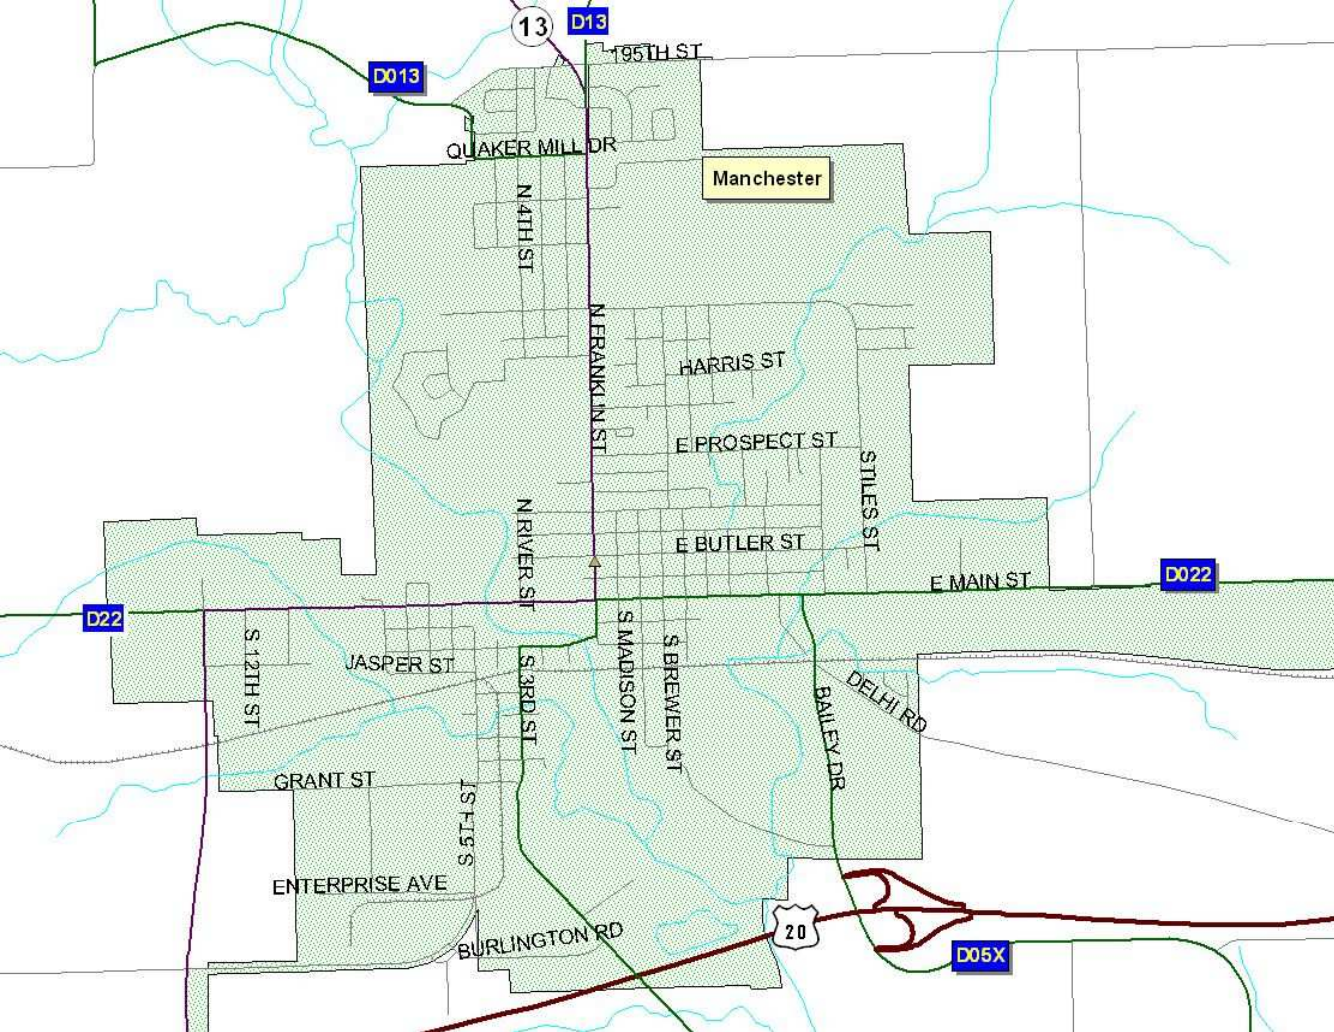 13
D13
195TH ST
D013
QUAKER MILL DR
Manchester
N 4TH ST
N FRANKLIN ST
HARRIS ST
E PROSPECT ST
S STILES ST
N RIVER ST
E BUTLER ST
E MAIN ST
D022
D22
S 12TH ST
JASPER ST
S 3RD ST
S MADISON ST
S BREWER ST
BAILEY DR
DELHI RD
GRANT ST
S 5TH ST
ENTERPRISE AVE
BURLINGTON RD
20
D05X